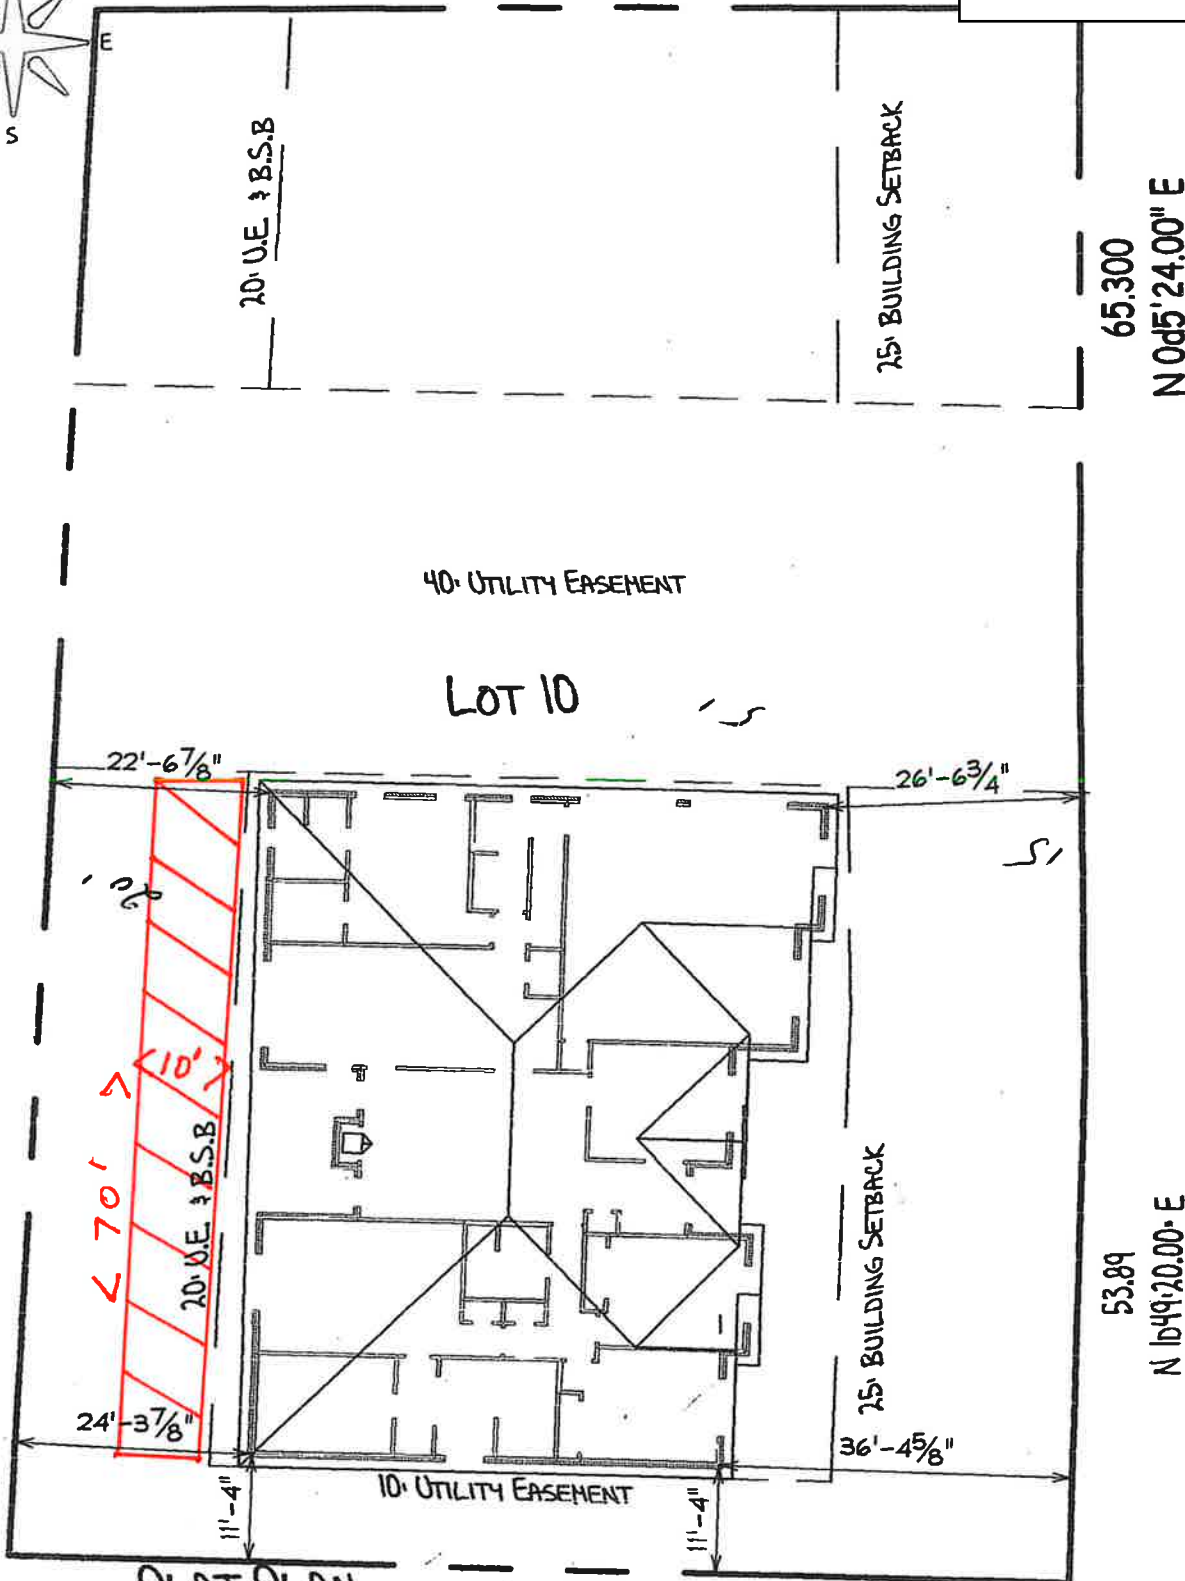 E
S
20' U.E & B.S.B
25' BUILDING SETBACK
65.300
N 0d5'24.00" E
40' UTILITY EASEMENT
LOT 10
22'-6 7/8"
26'-6 3/4"
<10'>
<70'>
20' U.E & B.S.B
25' BUILDING SETBACK
53.89
N 1d49'20.00" E
24'-3 7/8"
36'-4 5/8"
11'-4"
10' UTILITY EASEMENT
11'-4"
PLOT PLAN